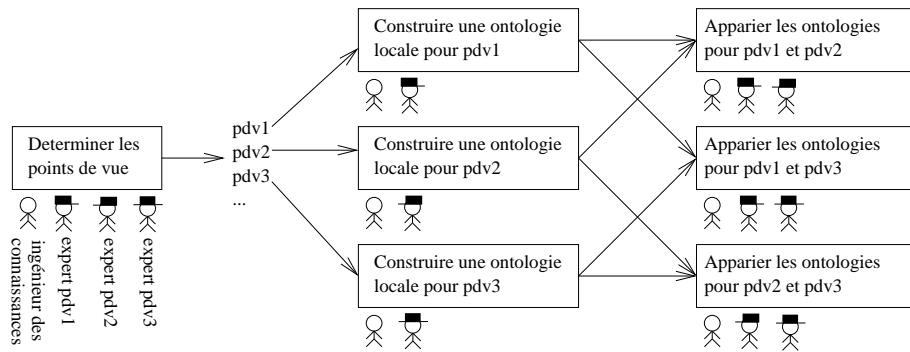 Determiner les
points de vue
ingénieur des
connaissances
expert pdv1
expert pdv2
expert pdv3
pdv1
pdv2
pdv3
...
Construire une ontologie
locale pour pdv1
Construire une ontologie
locale pour pdv2
Construire une ontologie
locale pour pdv3
Apparier les ontologies
pour pdv1 et pdv2
Apparier les ontologies
pour pdv1 et pdv3
Apparier les ontologies
pour pdv2 et pdv3